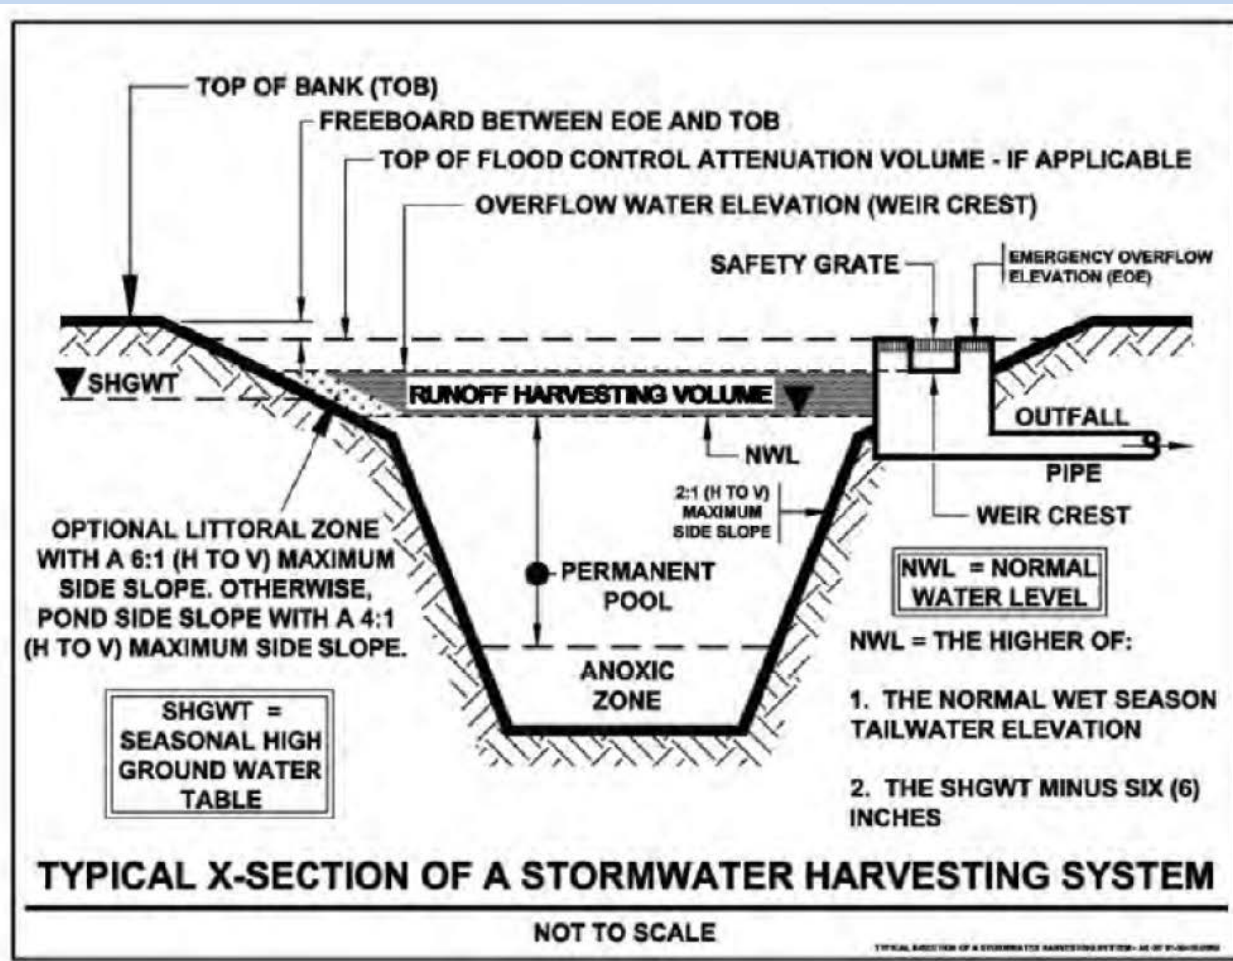 TOP OF BANK (TOB)
FREEBOARD BETWEEN EOE AND TOB
TOP OF FLOOD CONTROL ATTENUATION VOLUME - IF APPLICABLE
OVERFLOW WATER ELEVATION (WEIR CREST)
SAFETY GRATE
EMERGENCY OVERFLOW
ELEVATION (EOE)
SHGWT
RUNOFF HARVESTING VOLUME
OUTFALL
PIPE
NWL
2:1 (H TO V)
MAXIMUM
SIDE SLOPE
WEIR CREST
OPTIONAL LITTORAL ZONE
WITH A 6:1 (H TO V) MAXIMUM
SIDE SLOPE. OTHERWISE,
POND SIDE SLOPE WITH A 4:1
(H TO V) MAXIMUM SIDE SLOPE.
PERMANENT
POOL
NWL = NORMAL
WATER LEVEL
NWL = THE HIGHER OF:
ANOXIC
ZONE
1. THE NORMAL WET SEASON
TAILWATER ELEVATION
SHGWT =
SEASONAL HIGH
GROUND WATER
TABLE
2. THE SHGWT MINUS SIX (6)
INCHES
TYPICAL X-SECTION OF A STORMWATER HARVESTING SYSTEM
NOT TO SCALE